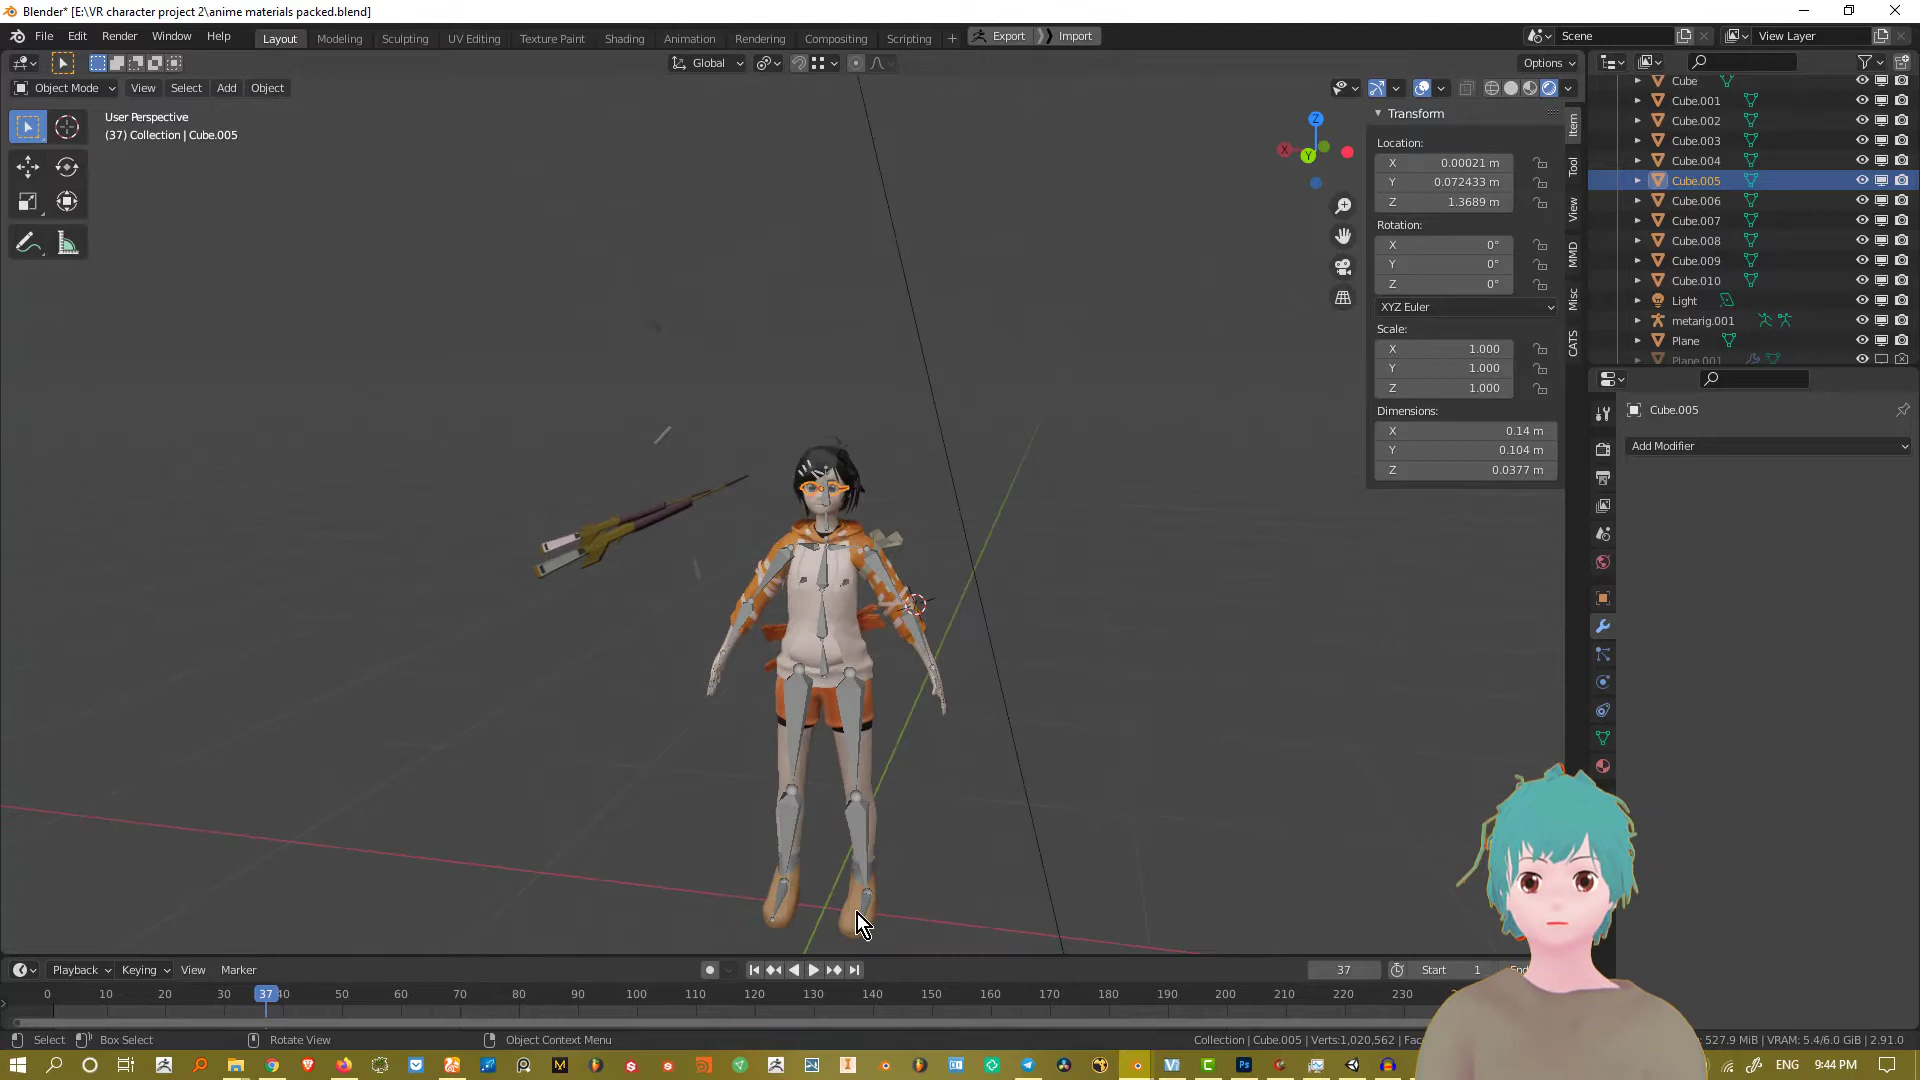 Blender* [E:\VR character project 2\anime materials packed.blend]
File Edit Render Window Help Layout Modeling Sculpting UV Editing Texture Paint Shading Animation Rendering Compositing Scripting + Export Import Scene View Layer
Global Options
Object Mode View Select Add Object
User Perspective
(37) Collection | Cube.005
Z
X
Y
Transform
Location:
X 0.00021 m
Y 0.072433 m
Z 1.3689 m
Rotation:
X 0°
Y 0°
Z 0°
XYZ Euler
Scale:
X 1.000
Y 1.000
Z 1.000
Dimensions:
X 0.14 m
Y 0.104 m
Z 0.0377 m
Item
Tool
View
MMD
Misc
CATS
Cube
Cube.001
Cube.002
Cube.003
Cube.004
Cube.005
Cube.006
Cube.007
Cube.008
Cube.009
Cube.010
Light
metarig.001
Plane
Plane.001
Cube.005
Add Modifier
Playback Keying View Marker 37 Start 1 End
0 10 20 30 37 40 50 60 70 80 90 100 110 120 130 140 150 160 170 180 190 200 210 220 230
Select Box Select Rotate View Object Context Menu Collection | Cube.005 | Verts:1,020,562 | Fac
527.9 MiB | VRAM: 5.4/6.0 GiB | 2.91.0
ENG 9:44 PM